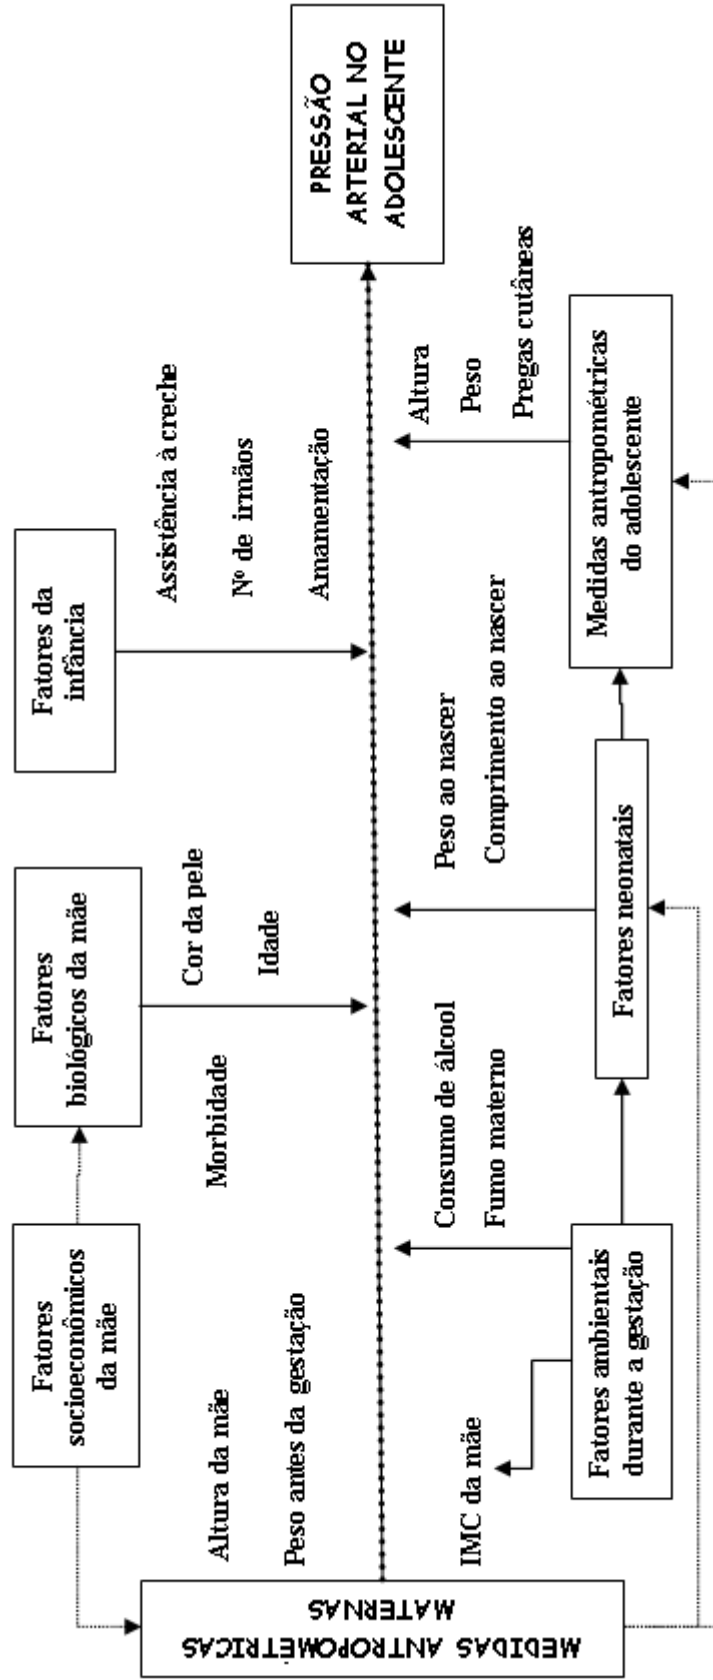 Fatores
socioeconômicos
da mãe
Fatores
biológicos da mãe
Fatores da
infância
Altura da mãe
Peso antes da gestação
Morbidade
Cor da pele
Idade
Assistência à creche
Nº de irmãos
Amamentação
MEDIDAS ANTROPOMÉTRICAS
MATERNAS
PRESSÃO
ARTERIAL NO
ADOLESCENTE
IMC da mãe
Consumo de álcool
Fumo materno
Peso ao nascer
Comprimento ao nascer
Altura
Peso
Pregas cutâneas
Fatores ambientais
durante a gestação
Fatores neonatais
Medidas antropométricas
do adolescente